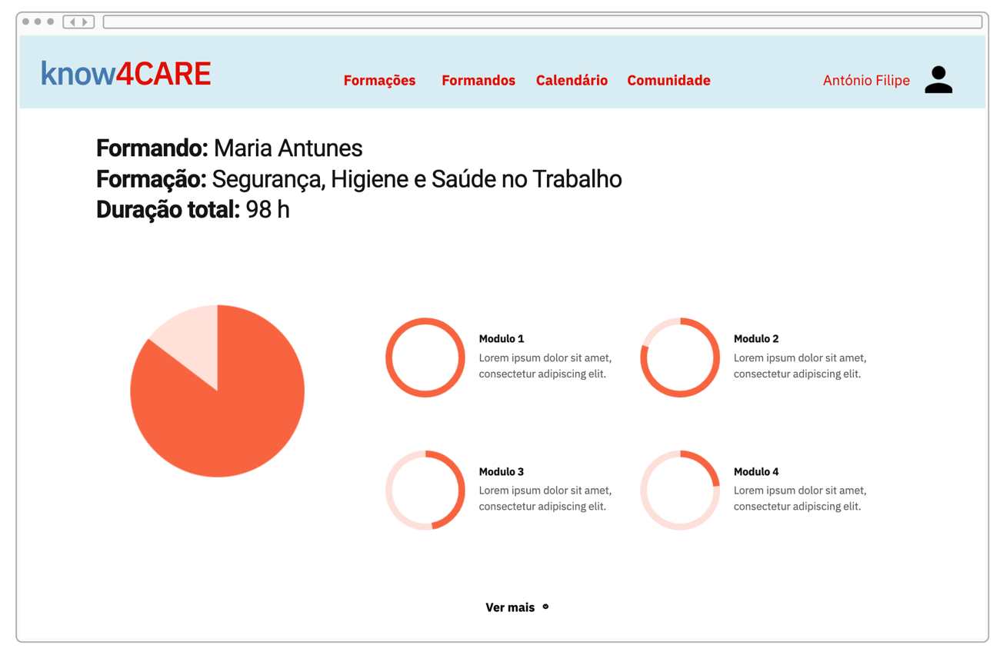 know4CARE
Formações Formandos Calendário Comunidade António Filipe
Formando: Maria Antunes
Formação: Segurança, Higiene e Saúde no Trabalho
Duração total: 98 h
Modulo 1
Lorem ipsum dolor sit amet,
consectetur adipiscing elit.
Modulo 2
Lorem ipsum dolor sit amet,
consectetur adipiscing elit.
Modulo 3
Lorem ipsum dolor sit amet,
consectetur adipiscing elit.
Modulo 4
Lorem ipsum dolor sit amet,
consectetur adipiscing elit.
Ver mais